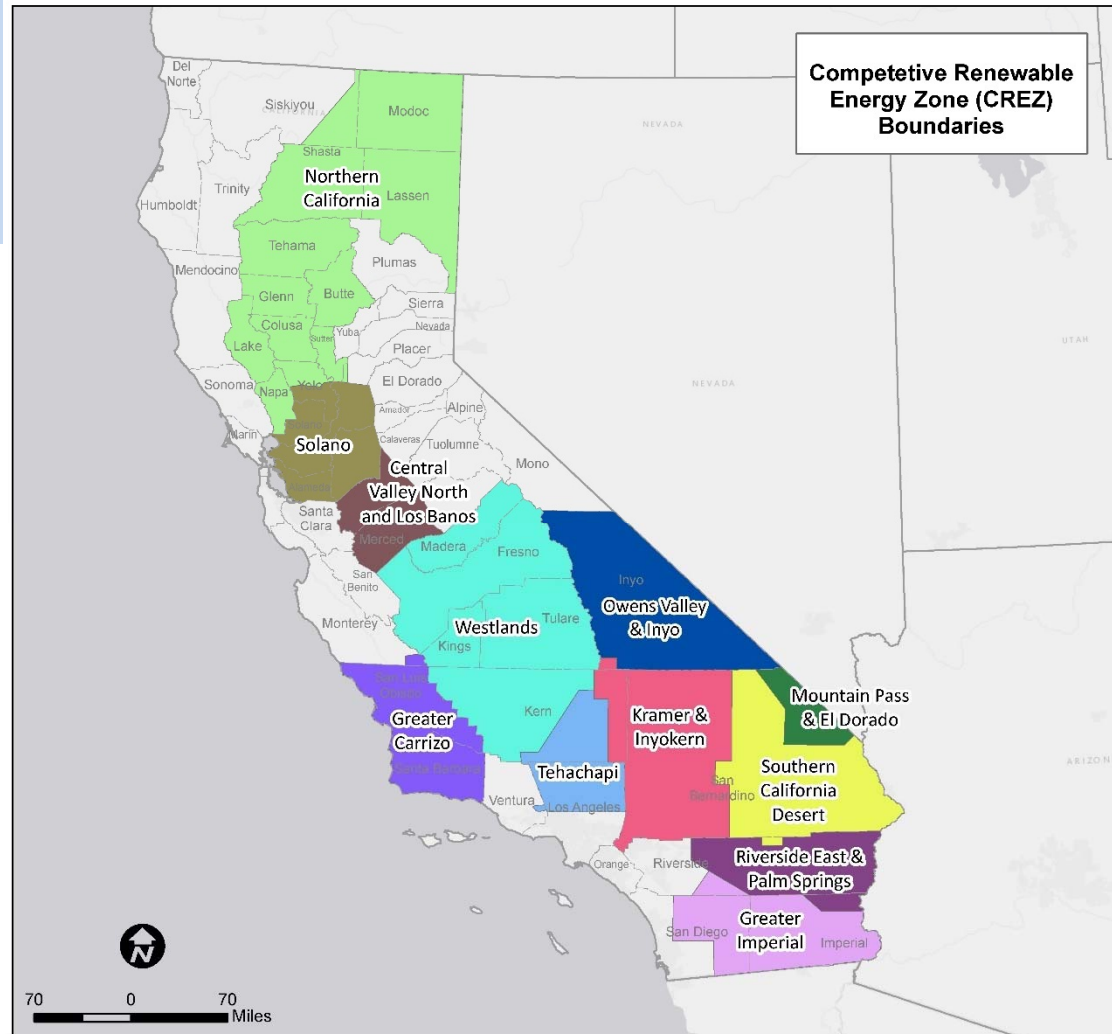 Competetive Renewable
Energy Zone (CREZ)
Boundaries
Del
Norte
Siskiyou
CALIFORNIA
Modoc
NEVADA
Shasta
Northern
California
Trinity
Lassen
Humboldt
Tehama
Plumas
Mendocino
Glenn
Butte
Sierra
Colusa
Sutter
Yuba
Nevada
Lake
Placer
UTAH
Sonoma
Napa
Yolo
El Dorado
NEVADA
Amador
Alpine
Marin
Solano
Solano
Calaveras
Tuolumne
Mono
Central
Valley North
and Los Banos
Alameda
Santa
Clara
Merced
Madera
Fresno
San
Benito
Inyo
Owens Valley
& Inyo
Monterey
Westlands
Tulare
Kings
San Luis
Obispo
Greater
Carrizo
Santa Barbara
Kern
Kramer &
Inyokern
Mountain Pass
& El Dorado
Tehachapi
San
Bernardino
Southern
California
Desert
ARIZONA
Ventura
Los Angeles
Orange
Riverside
Riverside East &
Palm Springs
San Diego
Greater
Imperial
Imperial
N
70 0 70
Miles